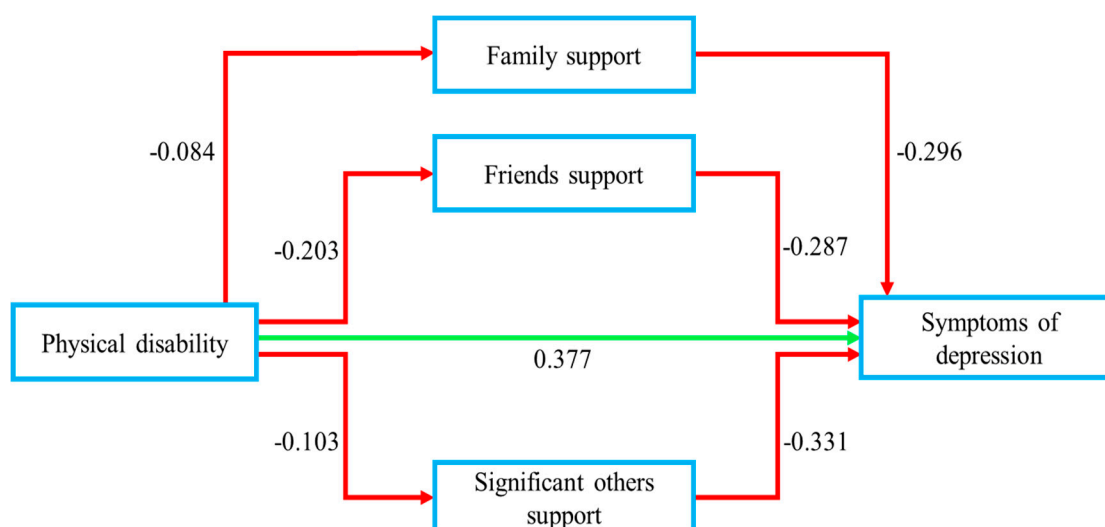 Family support
-0.084
-0.296
Friends support
-0.203
-0.287
Physical disability
Symptoms of
depression
0.377
-0.103
-0.331
Significant others
support